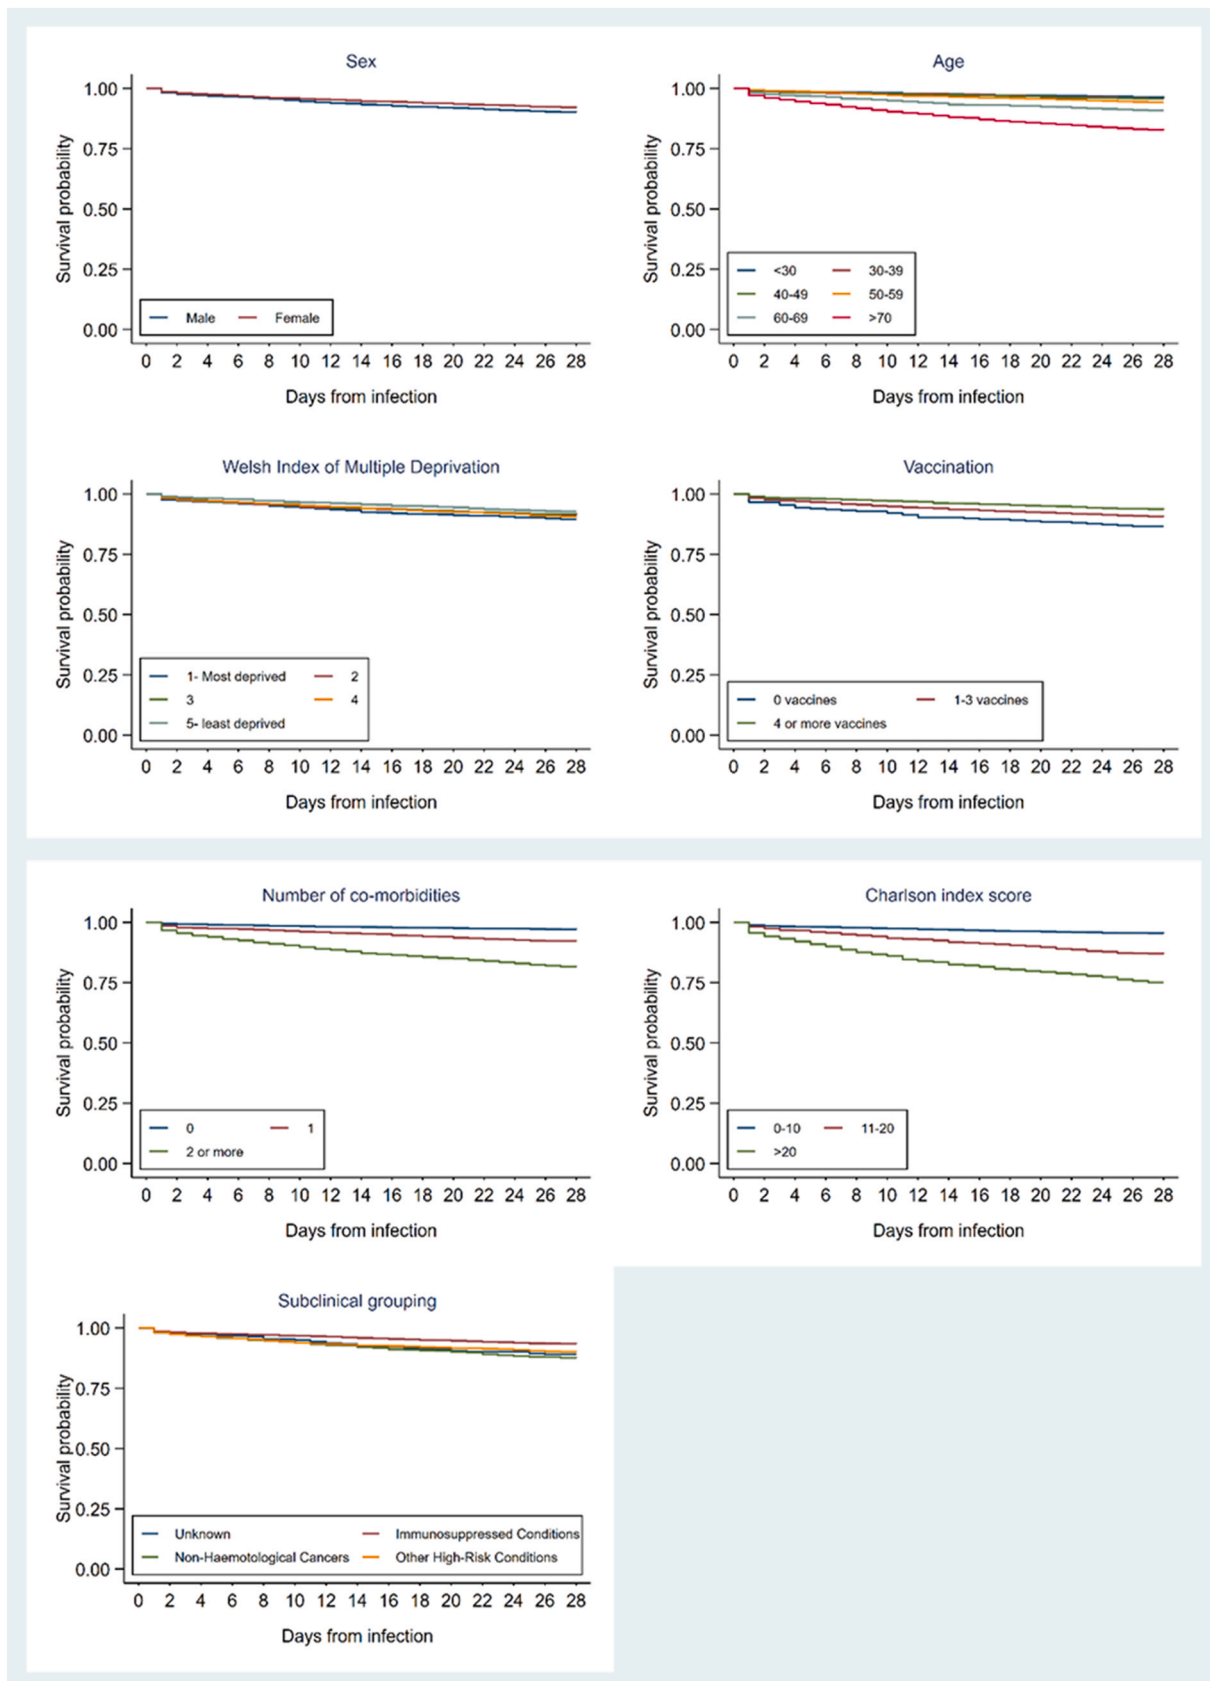 Sex
Survival probability
1.00
0.75
0.50
0.25
0.00
Male Female
0 2 4 6 8 10 12 14 16 18 20 22 24 26 28
Days from infection
Age
Survival probability
1.00
0.75
0.50
0.25
0.00
<30 30-39
40-49 50-59
60-69 >70
0 2 4 6 8 10 12 14 16 18 20 22 24 26 28
Days from infection
Welsh Index of Multiple Deprivation
Survival probability
1.00
0.75
0.50
0.25
0.00
1- Most deprived 2
3 4
5- least deprived
0 2 4 6 8 10 12 14 16 18 20 22 24 26 28
Days from infection
Vaccination
Survival probability
1.00
0.75
0.50
0.25
0.00
0 vaccines 1-3 vaccines
4 or more vaccines
0 2 4 6 8 10 12 14 16 18 20 22 24 26 28
Days from infection
Number of co-morbidities
Survival probability
1.00
0.75
0.50
0.25
0.00
0 1
2 or more
0 2 4 6 8 10 12 14 16 18 20 22 24 26 28
Days from infection
Charlson index score
Survival probability
1.00
0.75
0.50
0.25
0.00
0-10 11-20
>20
0 2 4 6 8 10 12 14 16 18 20 22 24 26 28
Days from infection
Subclinical grouping
Survival probability
1.00
0.75
0.50
0.25
0.00
Unknown Immunosuppressed Conditions
Non-Haemotological Cancers Other High-Risk Conditions
0 2 4 6 8 10 12 14 16 18 20 22 24 26 28
Days from infection